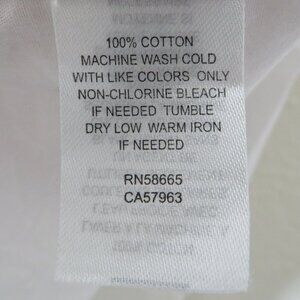 100% COTTON
MACHINE WASH COLD
WITH LIKE COLORS ONLY
NON-CHLORINE BLEACH
IF NEEDED TUMBLE
DRY LOW WARM IRON
IF NEEDED
RN58665
CA57963